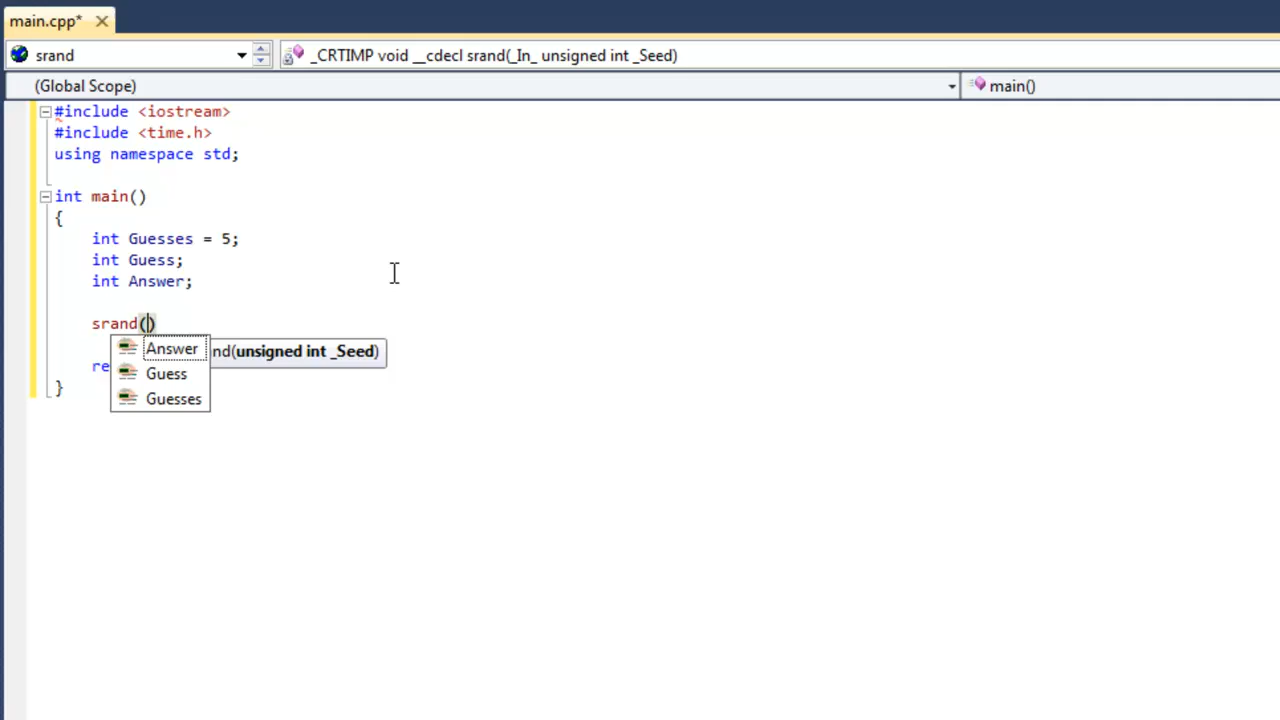 main.cpp*
srand
_CRTIMP void __cdecl srand(_In_ unsigned int _Seed)
(Global Scope)
main()
#include <iostream>
#include <time.h>
using namespace std;
int main()
{
int Guesses = 5;
int Guess;
int Answer;
srand()
Answer
nd(unsigned int _Seed)
re
Guess
}
Guesses